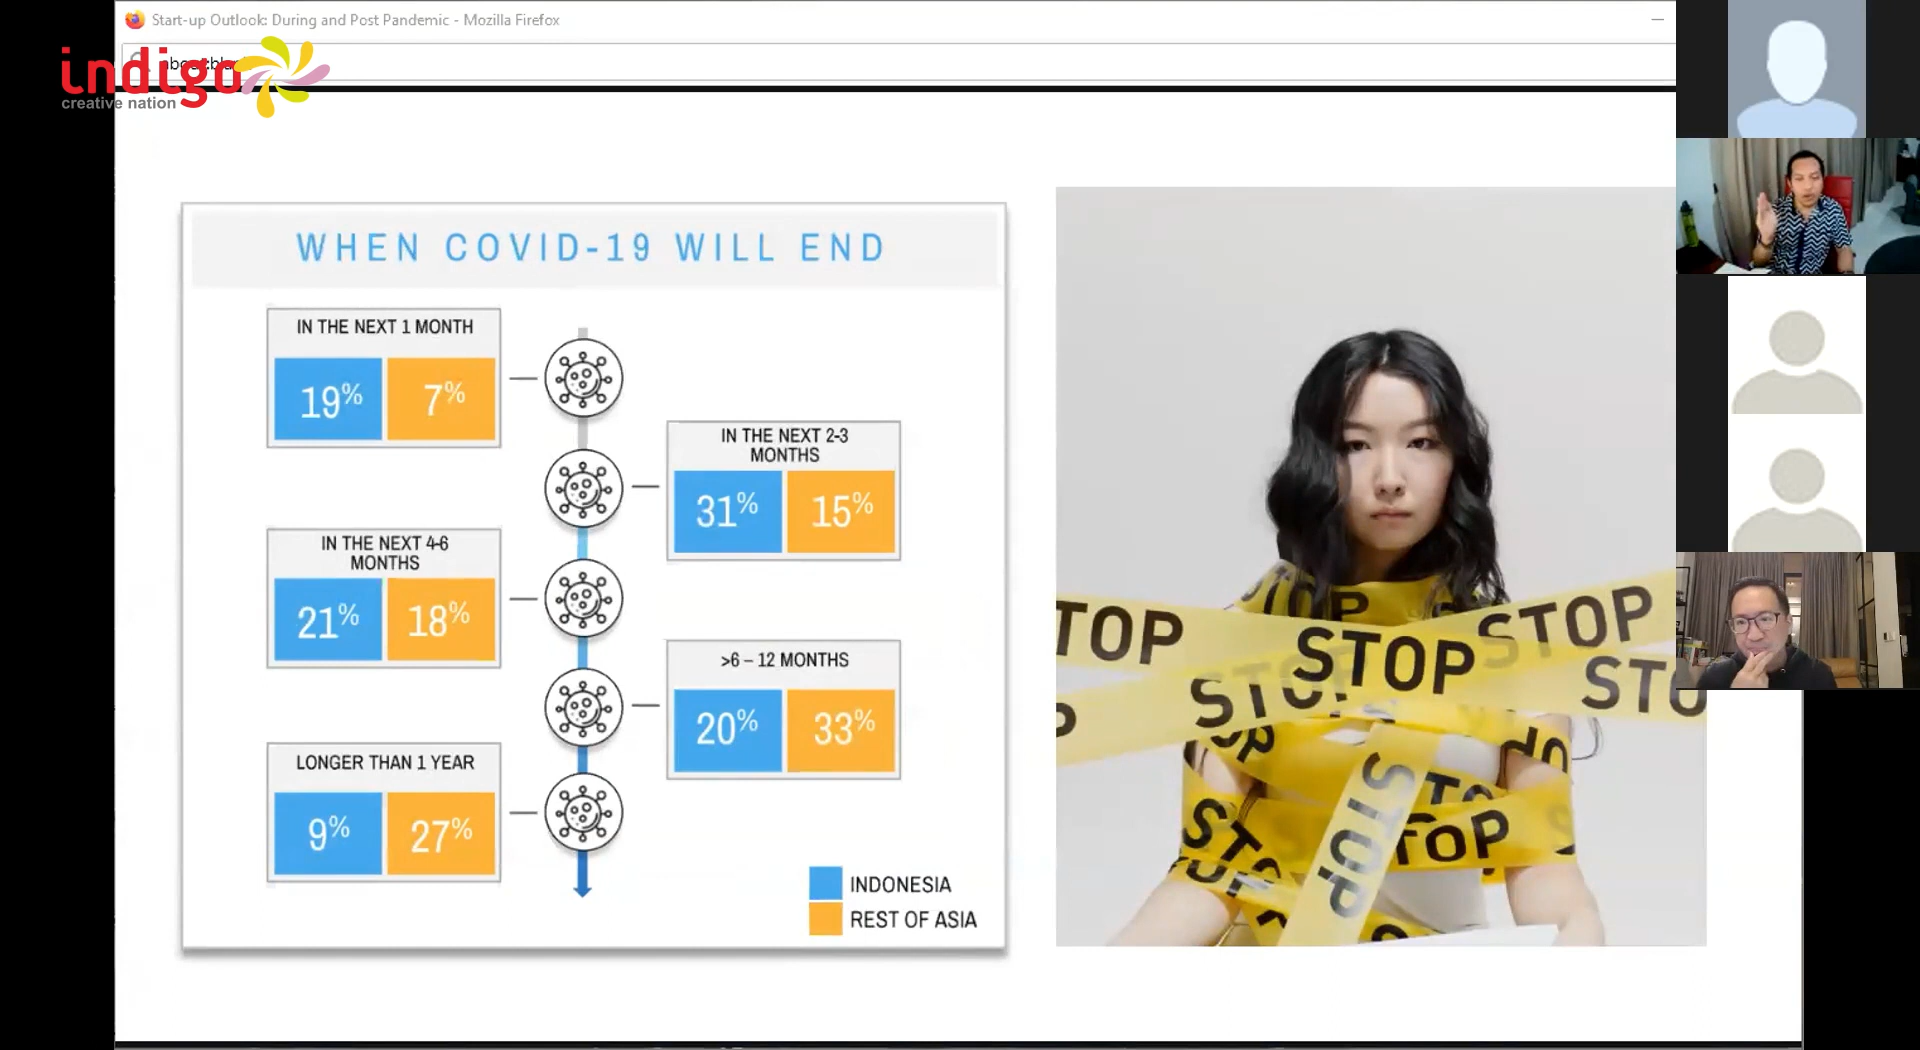 Start-up Outlook: During and Post Pandemic - Mozilla Firefox
indigo
creative nation
WHEN COVID-19 WILL END
IN THE NEXT 1 MONTH
19% 7%
IN THE NEXT 2-3
MONTHS
31% 15%
IN THE NEXT 4-6
MONTHS
21% 18%
>6 – 12 MONTHS
20% 33%
LONGER THAN 1 YEAR
9% 27%
INDONESIA
REST OF ASIA
STOP
TOP STOP STOP
STOP STO
STOP
STOP
TOP